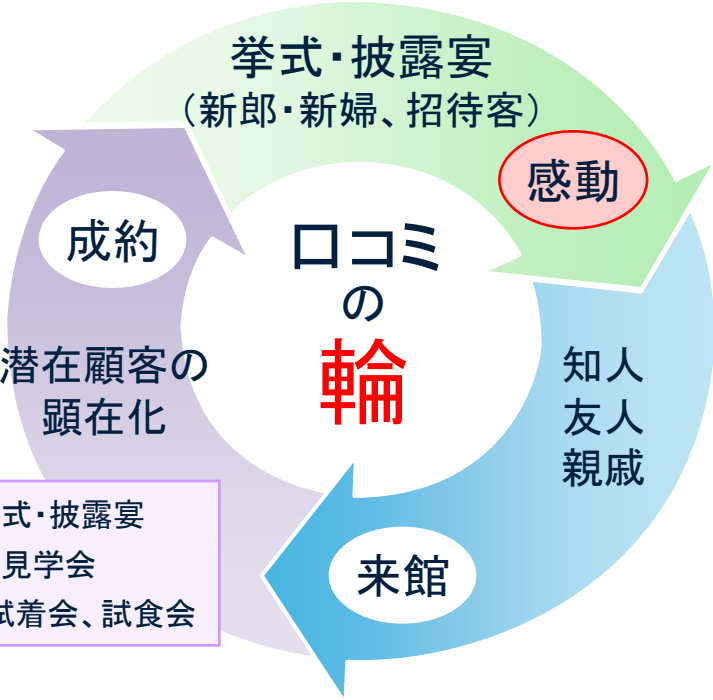 挙式・披露宴
(新郎・新婦、招待客)
感動
成約
口コミ
の
輪
潜在顧客の
顕在化
知人
友人
親戚
式・披露宴
見学会
試着会、試食会
来館